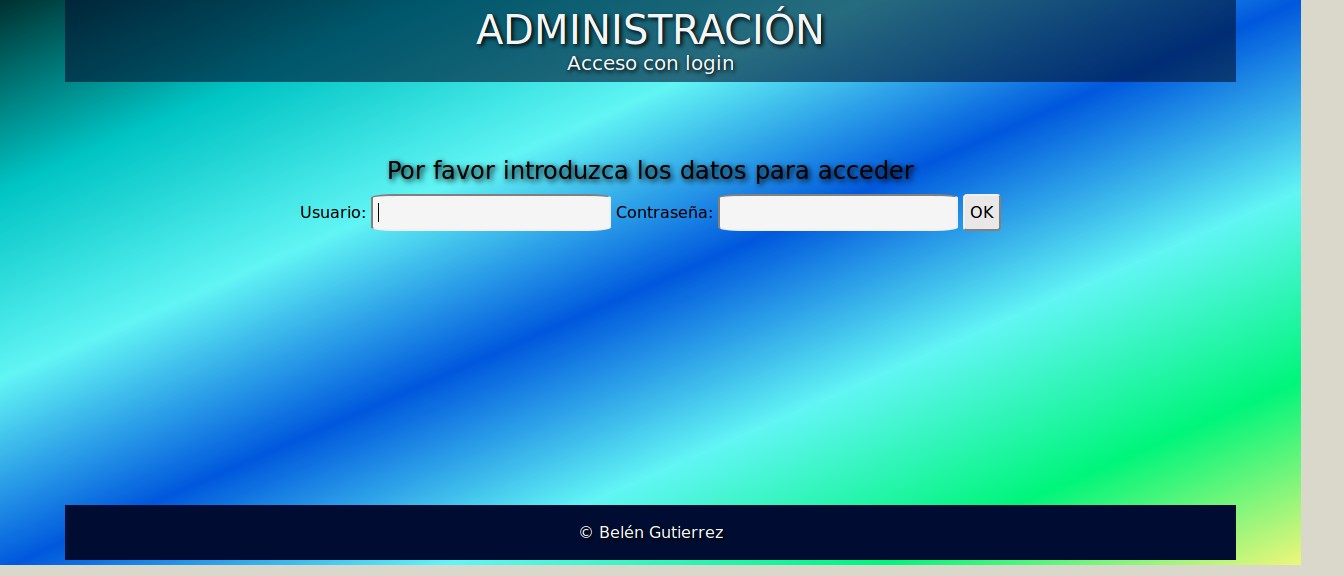 ADMINISTRACIÓN
Acceso con login
Por favor introduzca los datos para acceder
Usuario: Contraseña: OK
© Belén Gutierrez